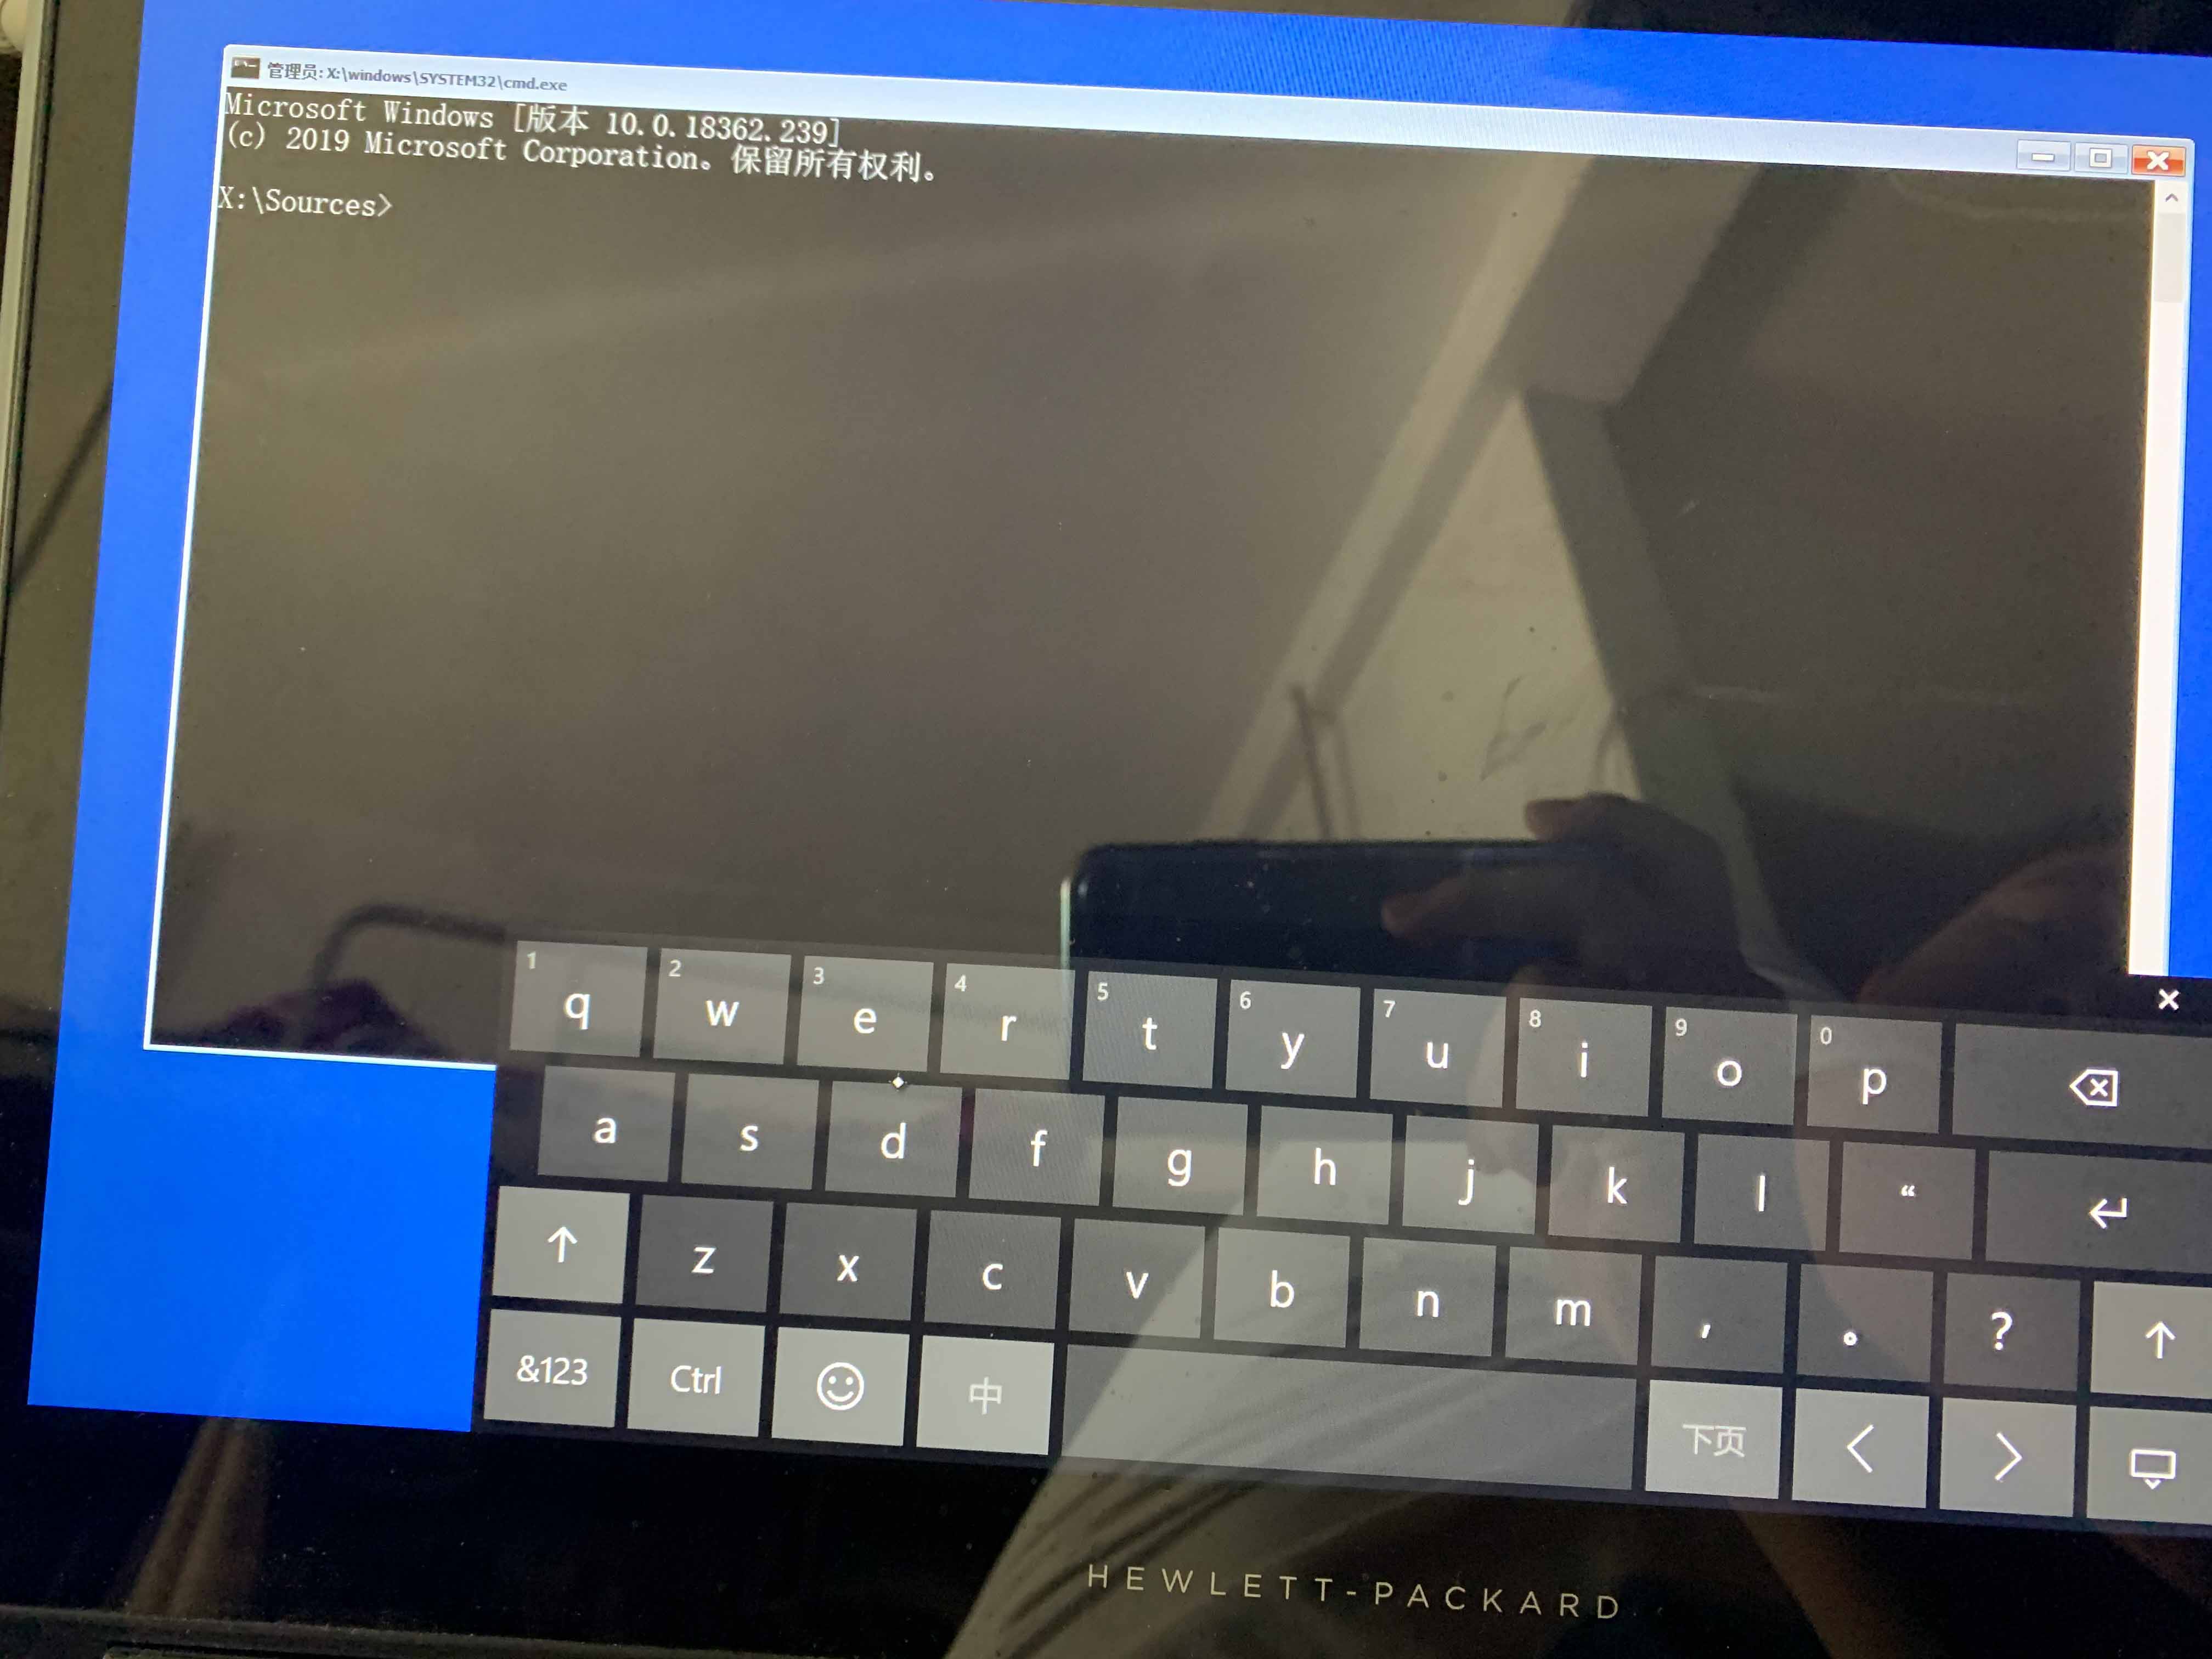 管理员: X:\windows\SYSTEM32\cmd.exe
Microsoft Windows [版本 10.0.18362.239]
(c) 2019 Microsoft Corporation。保留所有权利。
X:\Sources>
1 2 3 4 5 6 7 8 9 0
q w e r t y u i o p
a s d f g h j k l “
z x c v b n m , 。 ?
&123 Ctrl 中 下页 < >
HEWLETT-PACKARD